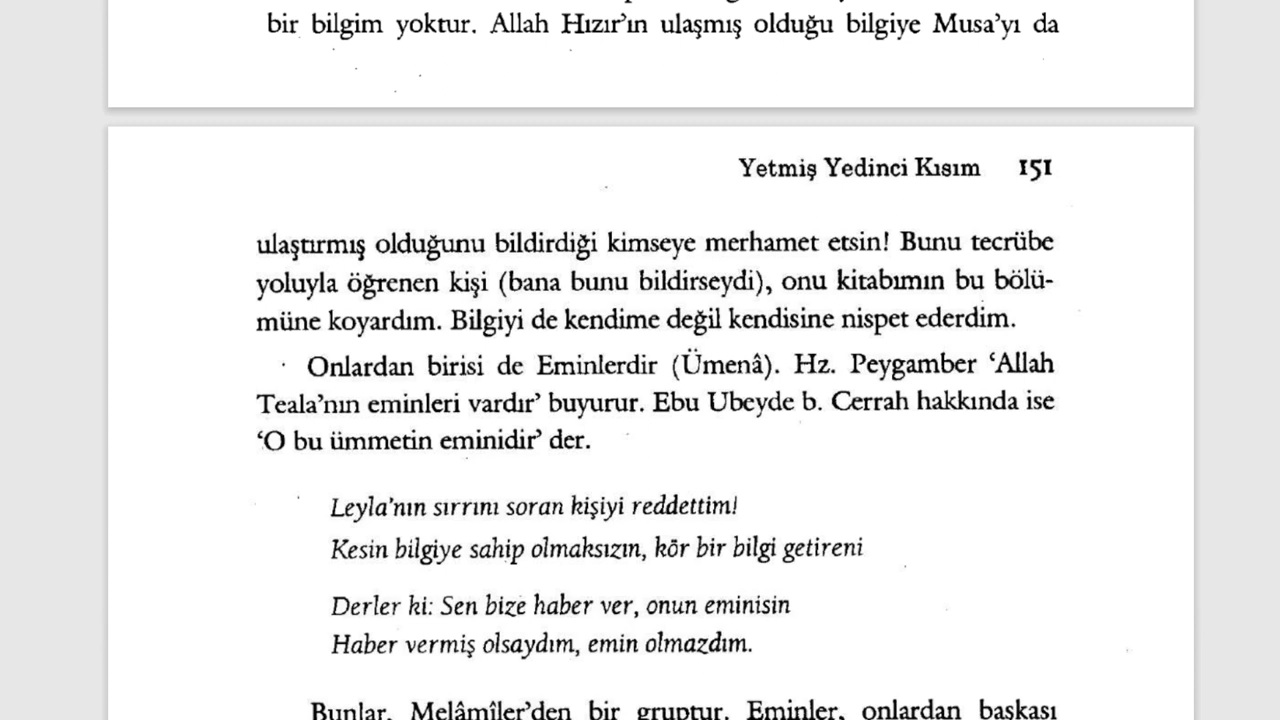 bir bilgim yoktur. Allah Hızır’ın ulaşmış olduğu bilgiye Musa’yı da
Yetmiş Yedinci Kısım 151
ulaştırmış olduğunu bildirdiği kimseye merhamet etsin! Bunu tecrübe
yoluyla öğrenen kişi (bana bunu bildirseydi), onu kitabımın bu bölü-
müne koyardım. Bilgiyi de kendime değil kendisine nispet ederdim.
Onlardan birisi de Eminlerdir (Ümenâ). Hz. Peygamber ‘Allah
Teala’nın eminleri vardır’ buyurur. Ebu Ubeyde b. Cerrah hakkında ise
‘O bu ümmetin eminidir’ der.
Leyla’nın sırrını soran kişiyi reddettim!
Kesin bilgiye sahip olmaksızın, kör bir bilgi getireni
Derler ki: Sen bize haber ver, onun eminisin
Haber vermiş olsaydım, emin olmazdım.
Bunlar, Melâmîler’den bir gruptur. Eminler, onlardan başkası